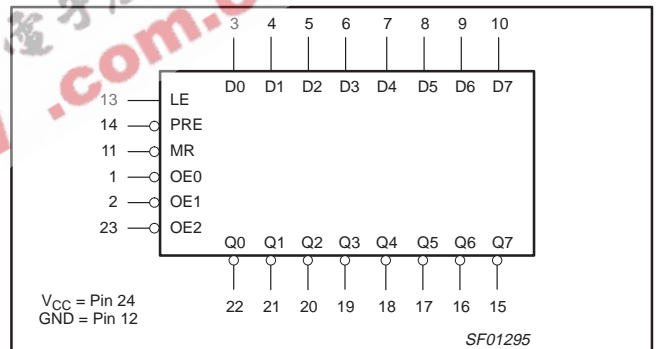 3 4 5 6 7 8 9 10
D0 D1 D2 D3 D4 D5 D6 D7
13 LE
14 PRE
11 MR
1 OE0
2 OE1
23 OE2
Q0 Q1 Q2 Q3 Q4 Q5 Q6 Q7
22 21 20 19 18 17 16 15
VCC = Pin 24
GND = Pin 12
SF01295
.com